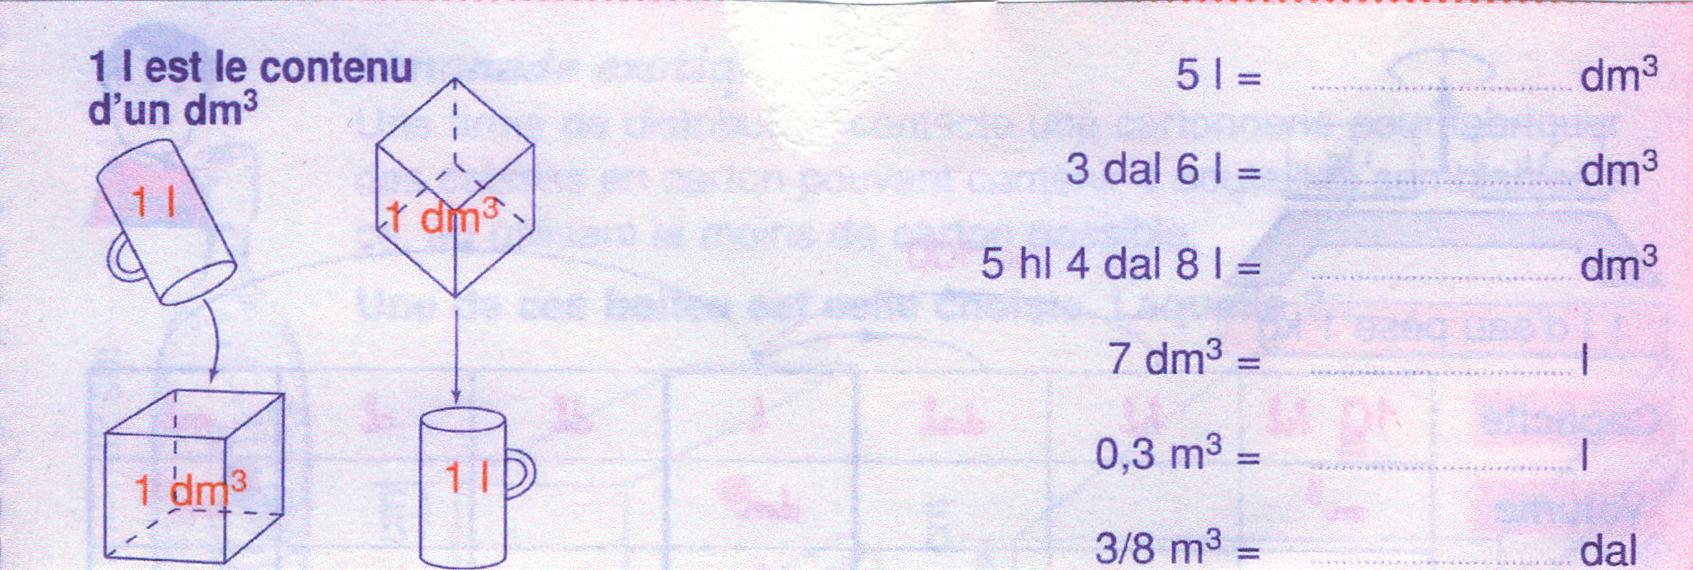 1 l est le contenu
d'un dm³
1 l
1 dm³
1 dm³
1 l
5 l = ........................ dm³
3 dal 6 l = ........................ dm³
5 hl 4 dal 8 l = ........................ dm³
7 dm³ = ........................ l
0,3 m³ = ........................ l
3/8 m³ = ........................ dal